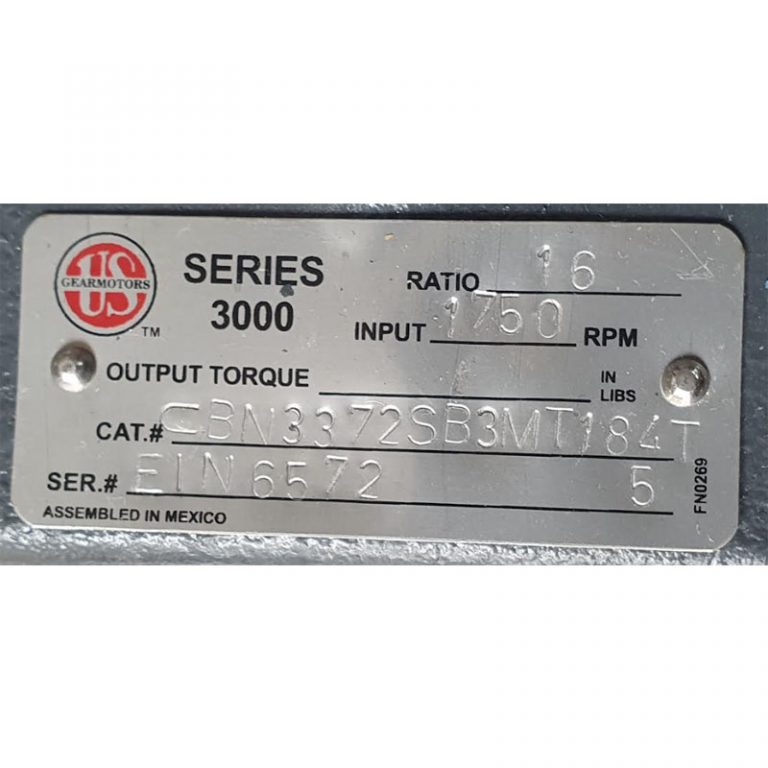 US
GEARMOTORS
TM
SERIES
3000
RATIO 16
INPUT 1750 RPM
OUTPUT TORQUE IN LIBS
CAT.# CBN3372SB3MT184T
SER.# EIN6572 5
ASSEMBLED IN MEXICO
FN0269